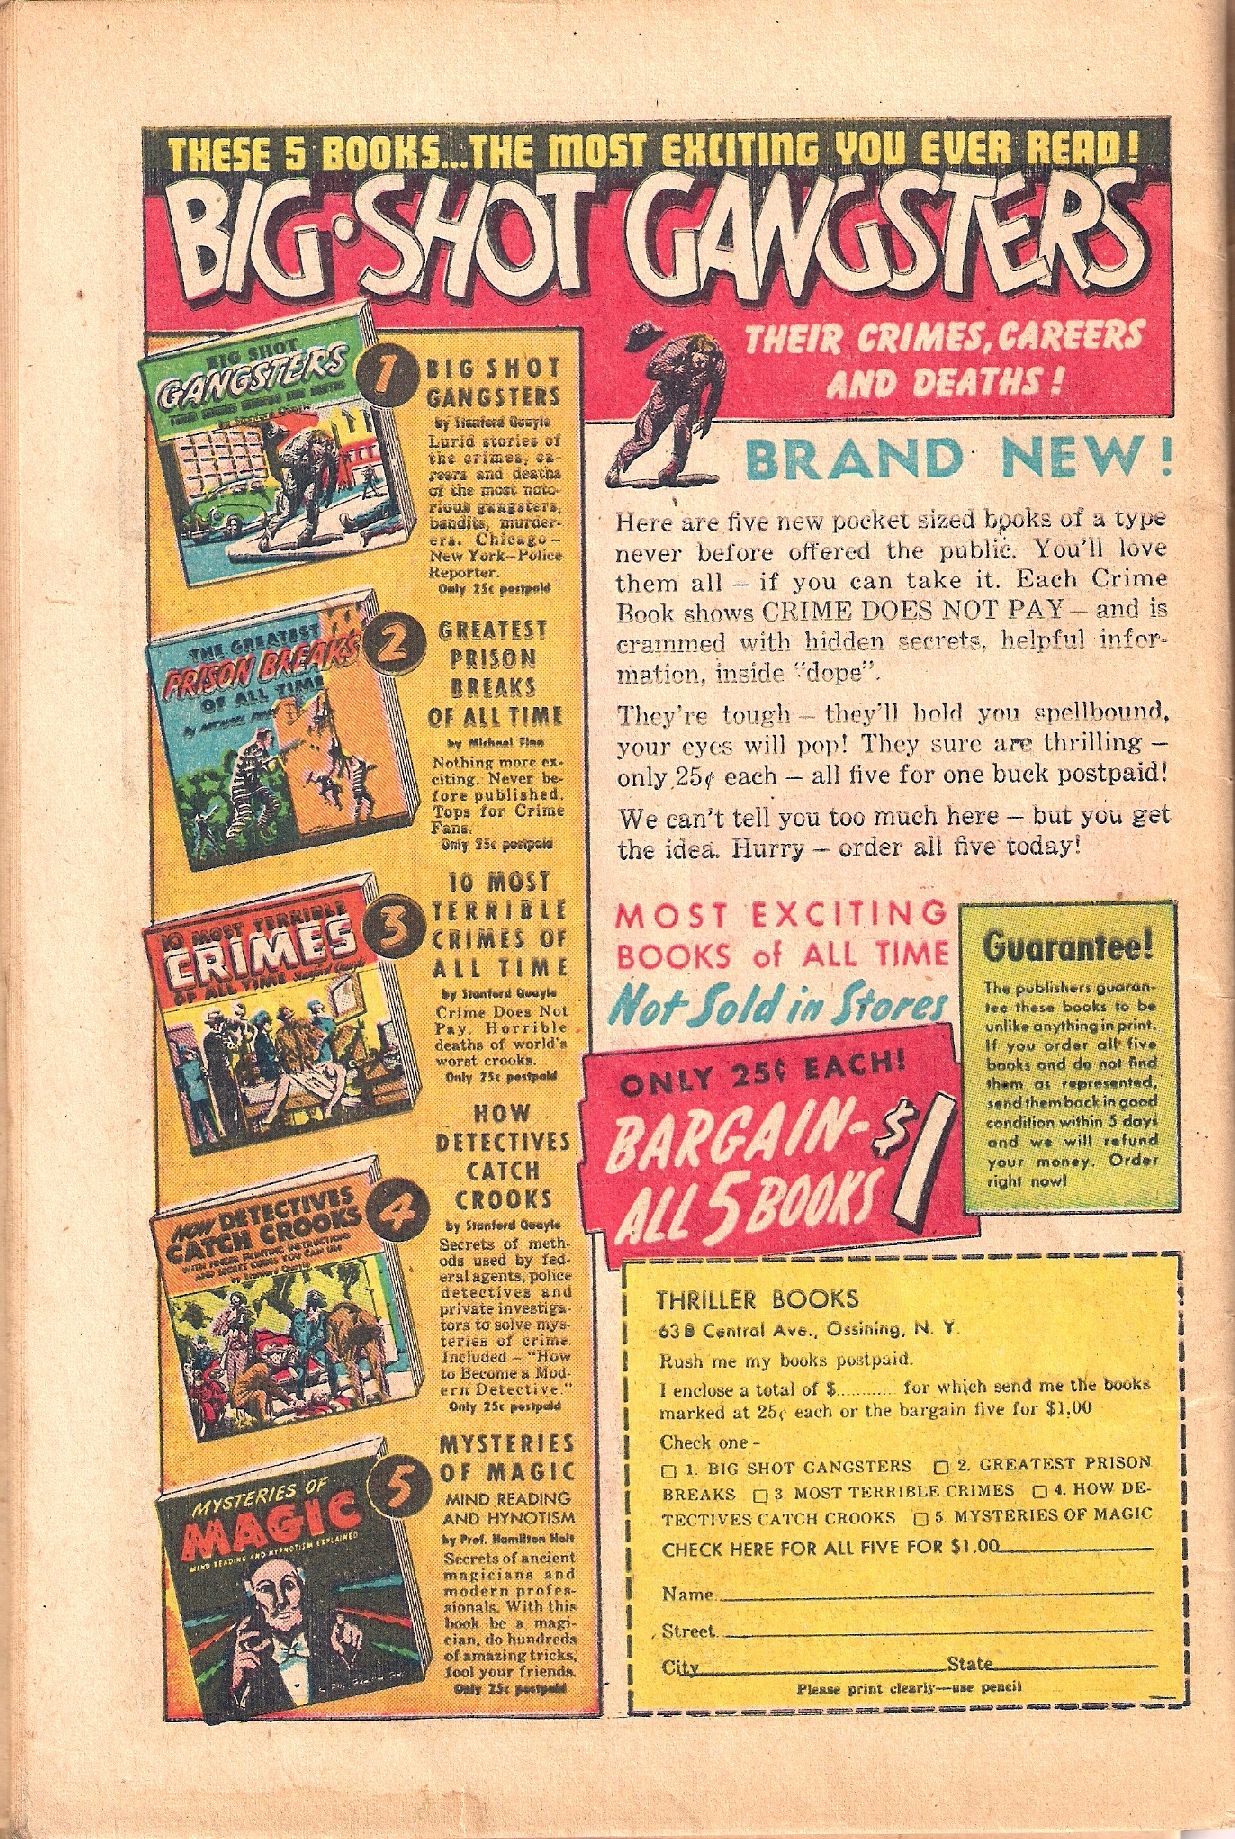 THESE 5 BOOKS...THE MOST EXCITING YOU EVER READ!
BIG·SHOT GANGSTERS
THEIR CRIMES, CAREERS
AND DEATHS!
BIG SHOT
GANGSTERS
1
BIG SHOT
GANGSTERS
by Stanford Quayle
Lurid stories of
the crimes, ca-
reers and deaths
of the most noto-
rious gangsters,
bandits, murder-
ers. Chicago—
New York—Police
Reporter.
Only 25¢ postpaid
THE GREATEST
PRISON BREAKS
OF ALL TIME
2
GREATEST
PRISON
BREAKS
OF ALL TIME
by Michael Finn
Nothing more ex-
citing. Never be-
fore published.
Tops for Crime
Fans.
Only 25¢ postpaid
10 MOST TERRIBLE
CRIMES
OF ALL TIME Stanford Quayle
3
10 MOST
TERRIBLE
CRIMES OF
ALL TIME
by Stanford Quayle
Crime Does Not
Pay. Horrible
deaths of world's
worst crooks.
Only 25¢ postpaid
HOW DETECTIVES
CATCH CROOKS
4
HOW
DETECTIVES
CATCH
CROOKS
by Stanford Quayle
Secrets of meth-
ods used by fed-
eral agents, police
detectives and
private investiga-
tors to solve mys-
teries of crime.
Included — "How
to Become a Mod-
ern Detective."
Only 25¢ postpaid
MYSTERIES OF
MAGIC
MIND READING AND HYPNOTISM EXPLAINED
5
MYSTERIES
OF MAGIC
MIND READING
AND HYNOTISM
by Prof. Hamilton Holt
Secrets of ancient
magicians and
modern profes-
sionals. With this
book be a magi-
cian, do hundreds
of amazing tricks,
fool your friends.
Only 25¢ postpaid
BRAND NEW!
Here are five new pocket sized books of a type
never before offered the public. You'll love
them all — if you can take it. Each Crime
Book shows CRIME DOES NOT PAY — and is
crammed with hidden secrets, helpful infor-
mation, inside "dope".
They're tough — they'll hold you spellbound,
your eyes will pop! They sure are thrilling —
only 25¢ each — all five for one buck postpaid!
We can't tell you too much here — but you get
the idea. Hurry — order all five today!
MOST EXCITING
BOOKS of ALL TIME
Not Sold in Stores
ONLY 25¢ EACH!
BARGAIN-$1
ALL 5 BOOKS
Guarantee!
The publishers guaran-
tee these books to be
unlike anything in print.
If you order all five
books and do not find
them as represented,
send them back in good
condition within 5 days
and we will refund
your money. Order
right now!
THRILLER BOOKS
63 B Central Ave., Ossining, N. Y.
Rush me my books postpaid.
I enclose a total of $........... for which send me the books
marked at 25¢ each or the bargain five for $1.00
Check one -
□ 1. BIG SHOT GANGSTERS □ 2. GREATEST PRISON
BREAKS □ 3 MOST TERRIBLE CRIMES □ 4. HOW DE-
TECTIVES CATCH CROOKS □ 5. MYSTERIES OF MAGIC
CHECK HERE FOR ALL FIVE FOR $1.00
Name
Street
City State
Please print clearly—use pencil